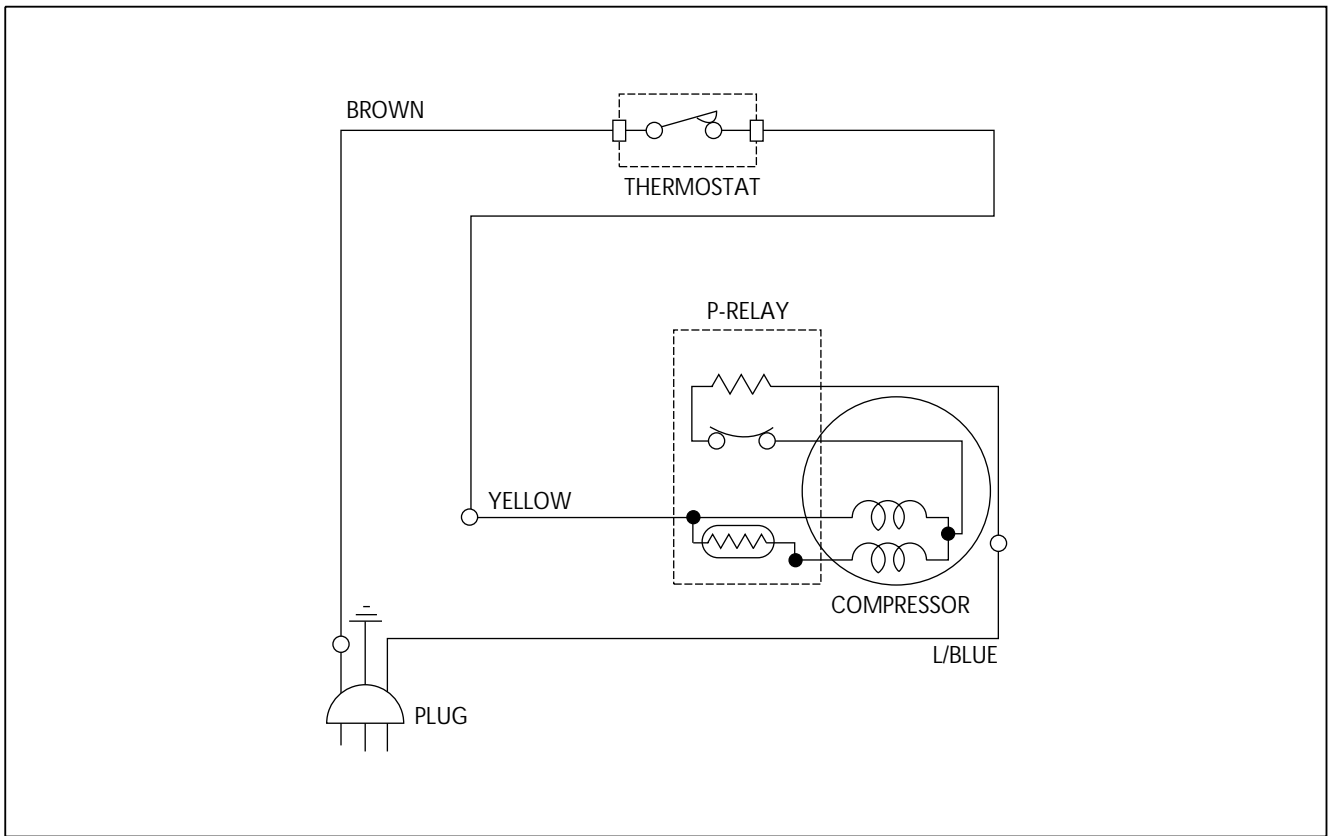 BROWN
THERMOSTAT
P-RELAY
YELLOW
COMPRESSOR
L/BLUE
PLUG